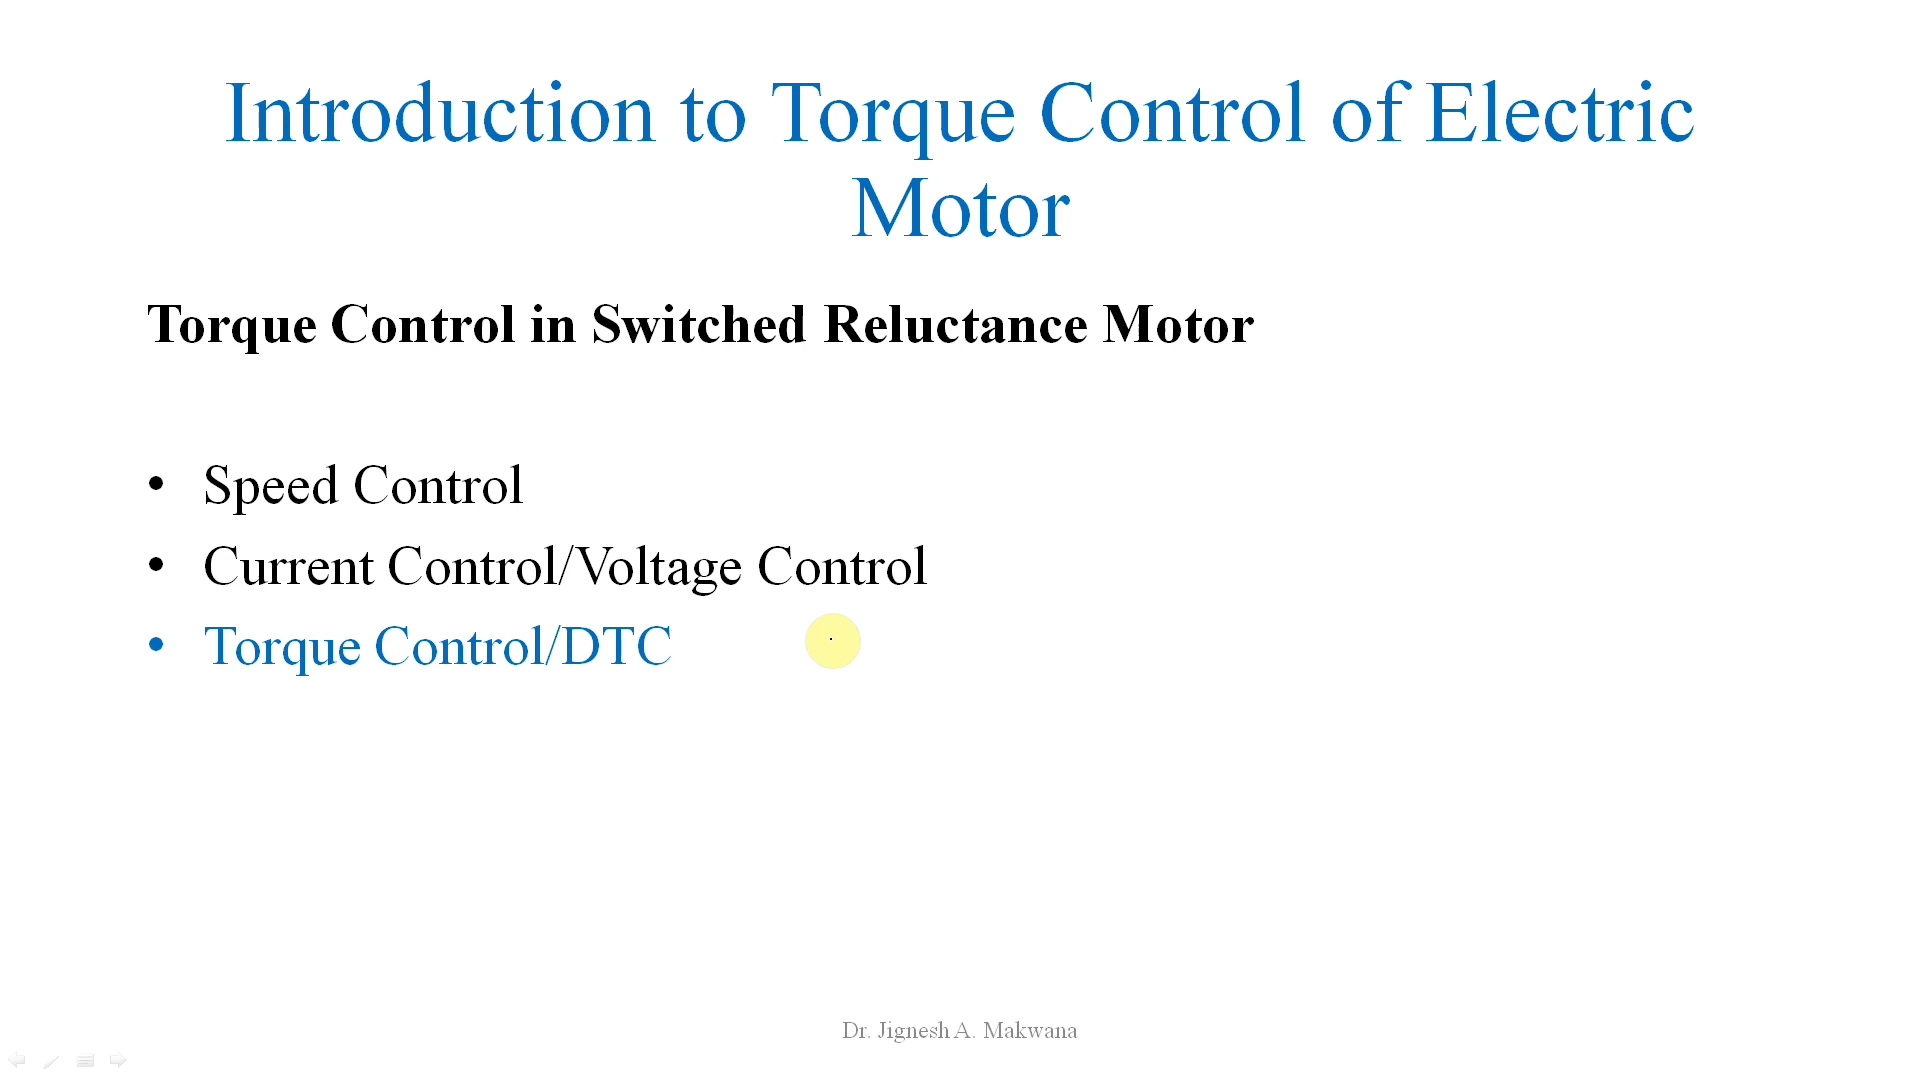 Introduction to Torque Control of Electric
Motor
Torque Control in Switched Reluctance Motor
• Speed Control
• Current Control/Voltage Control
• Torque Control/DTC
Dr. Jignesh A. Makwana